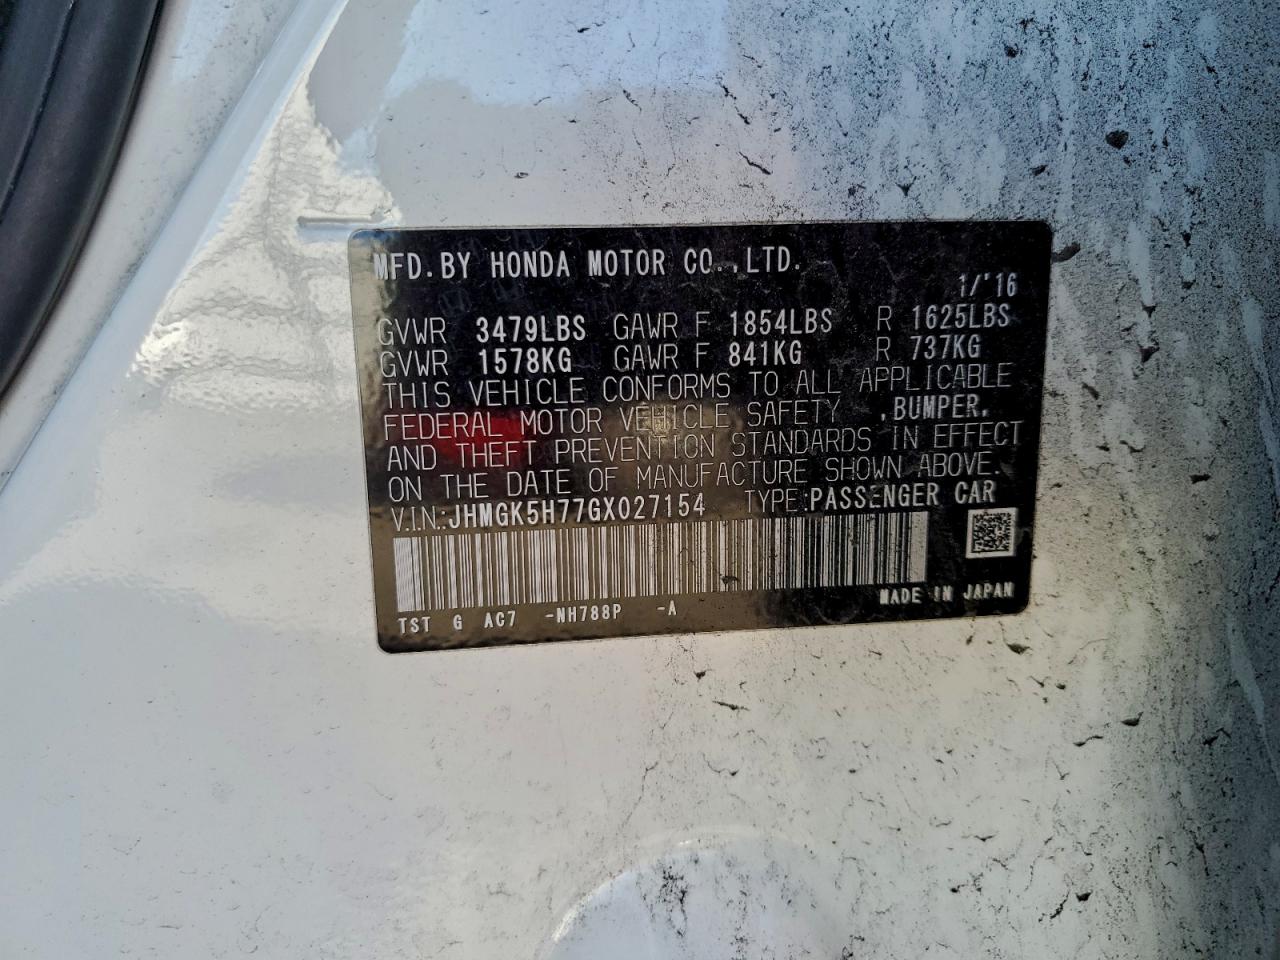 MFD.BY HONDA MOTOR CO.,LTD.
1/'16
GVWR 3479LBS GAWR F 1854LBS R 1625LBS
GVWR 1578KG GAWR F 841KG R 737KG
THIS VEHICLE CONFORMS TO ALL APPLICABLE
FEDERAL MOTOR VEHICLE SAFETY ,BUMPER,
AND THEFT PREVENTION STANDARDS IN EFFECT
ON THE DATE OF MANUFACTURE SHOWN ABOVE.
V.I.N:JHMGK5H77GX027154 TYPE:PASSENGER CAR
MADE IN JAPAN
TST G AC7 -NH788P -A